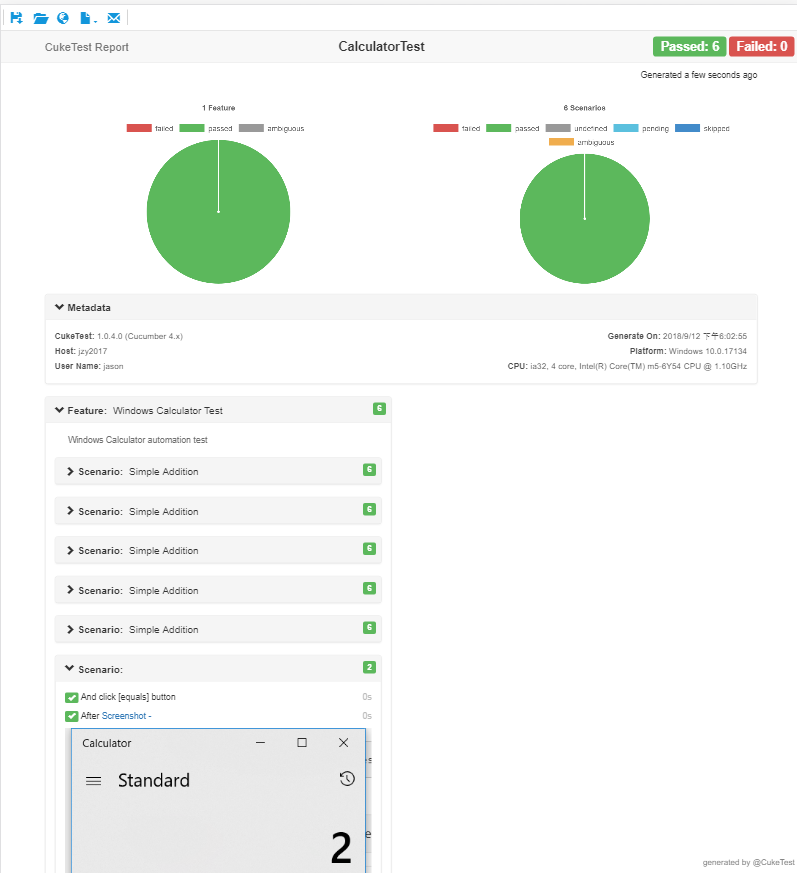 CukeTest Report
CalculatorTest
Passed: 6
Failed: 0
Generated a few seconds ago
1 Feature
failed passed ambiguous
6 Scenarios
failed passed undefined pending skipped
ambiguous
Metadata
CukeTest: 1.0.4.0 (Cucumber 4.x)
Host: jzy2017
User Name: jason
Generate On: 2018/9/12 下午6:02:55
Platform: Windows 10.0.17134
CPU: ia32, 4 core, Intel(R) Core(TM) m5-6Y54 CPU @ 1.10GHz
Feature: Windows Calculator Test 6
Windows Calculator automation test
Scenario: Simple Addition 6
Scenario: Simple Addition 6
Scenario: Simple Addition 6
Scenario: Simple Addition 6
Scenario: Simple Addition 6
Scenario: 2
And click [equals] button 0s
After Screenshot - 0s
Calculator
Standard
2
generated by @CukeTest